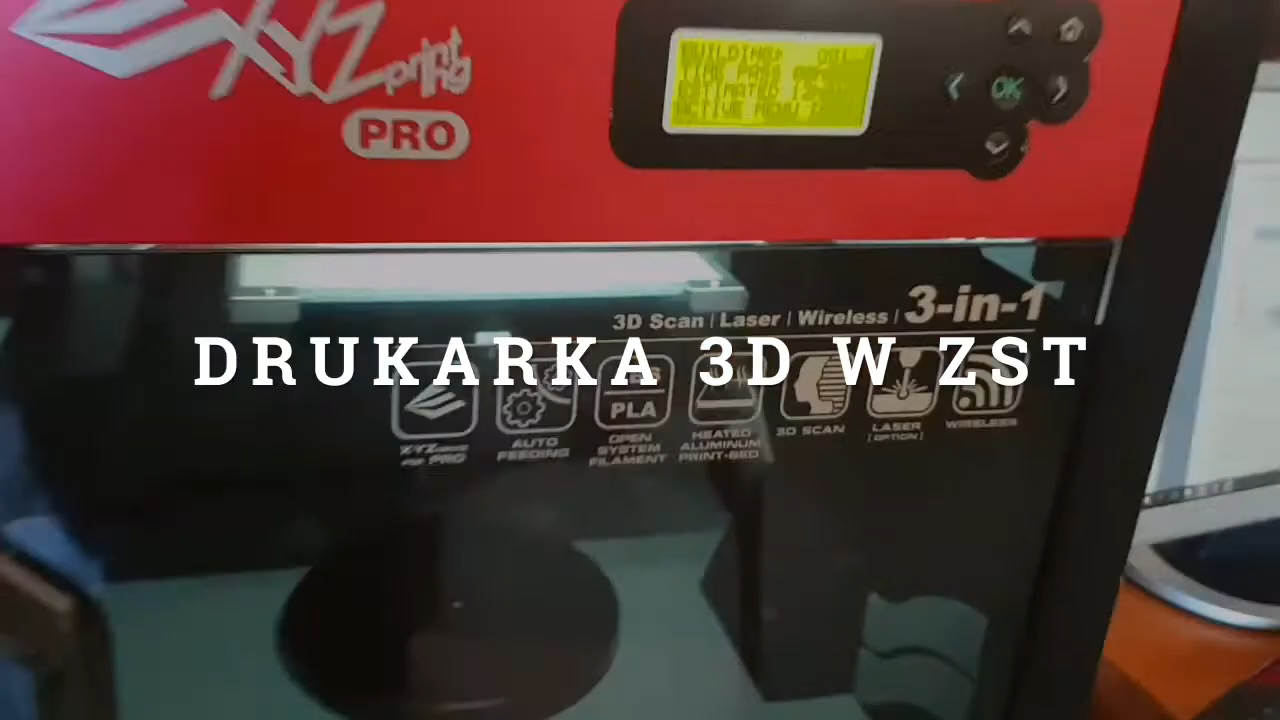 XYZprinting
PRO
BUILDING:
OK
3D Scan | Laser | Wireless | 3-in-1
DRUKARKA 3D W ZST
PLA
AUTO
FEEDING
OPEN
SYSTEM
FILAMENT
HEATED
ALUMINUM
PRINT-BED
3D SCAN
LASER
[OPTION]
WIRELESS